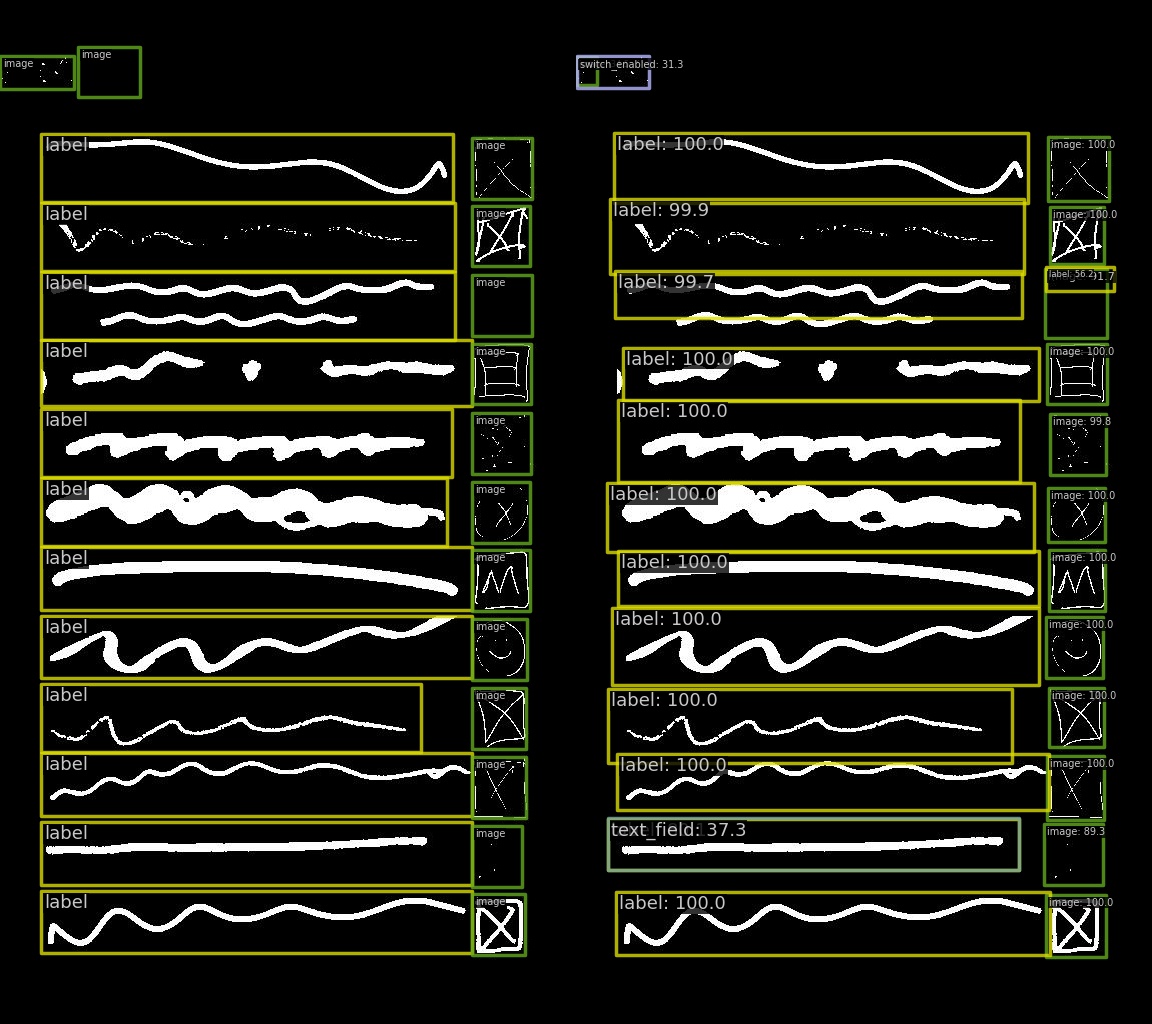 image image switch_enabled: 31.3
label image label: 100.0 image: 100.0
label image label: 99.9 image: 100.0
label image label: 99.7 label: 56.2
label image label: 100.0 image: 100.0
label image label: 100.0 image: 99.8
label image label: 100.0 image: 100.0
label image label: 100.0 image: 100.0
label image label: 100.0 image: 100.0
label image label: 100.0 image: 100.0
label image label: 100.0 image: 100.0
label image text_field: 37.3 image: 89.3
label image label: 100.0 image: 100.0